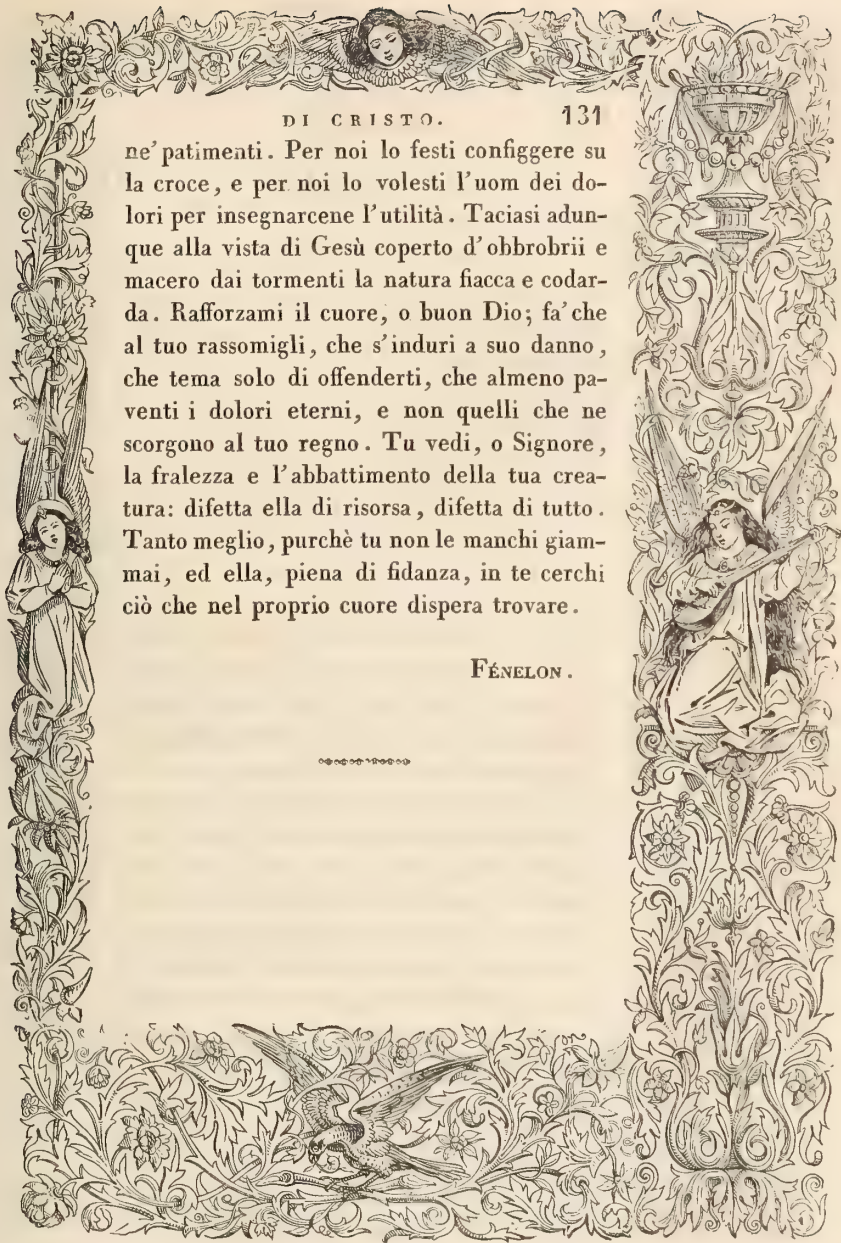 DI CRISTO. 131
ne' patimenti. Per noi lo festi configgere su
la croce, e per noi lo volesti l'uom dei do-
lori per insegnarcene l'utilità. Taciasi adun-
que alla vista di Gesù coperto d'obbrobrii e
macero dai tormenti la natura fiacca e codar-
da. Rafforzami il cuore, o buon Dio; fa' che
al tuo rassomigli, che s'induri a suo danno,
che tema solo di offenderti, che almeno pa-
venti i dolori eterni, e non quelli che ne
scorgono al tuo regno. Tu vedi, o Signore,
la fralezza e l'abbattimento della tua crea-
tura: difetta ella di risorsa, difetta di tutto.
Tanto meglio, purchè tu non le manchi giam-
mai, ed ella, piena di fidanza, in te cerchi
ciò che nel proprio cuore dispera trovare.
FÉNELON.